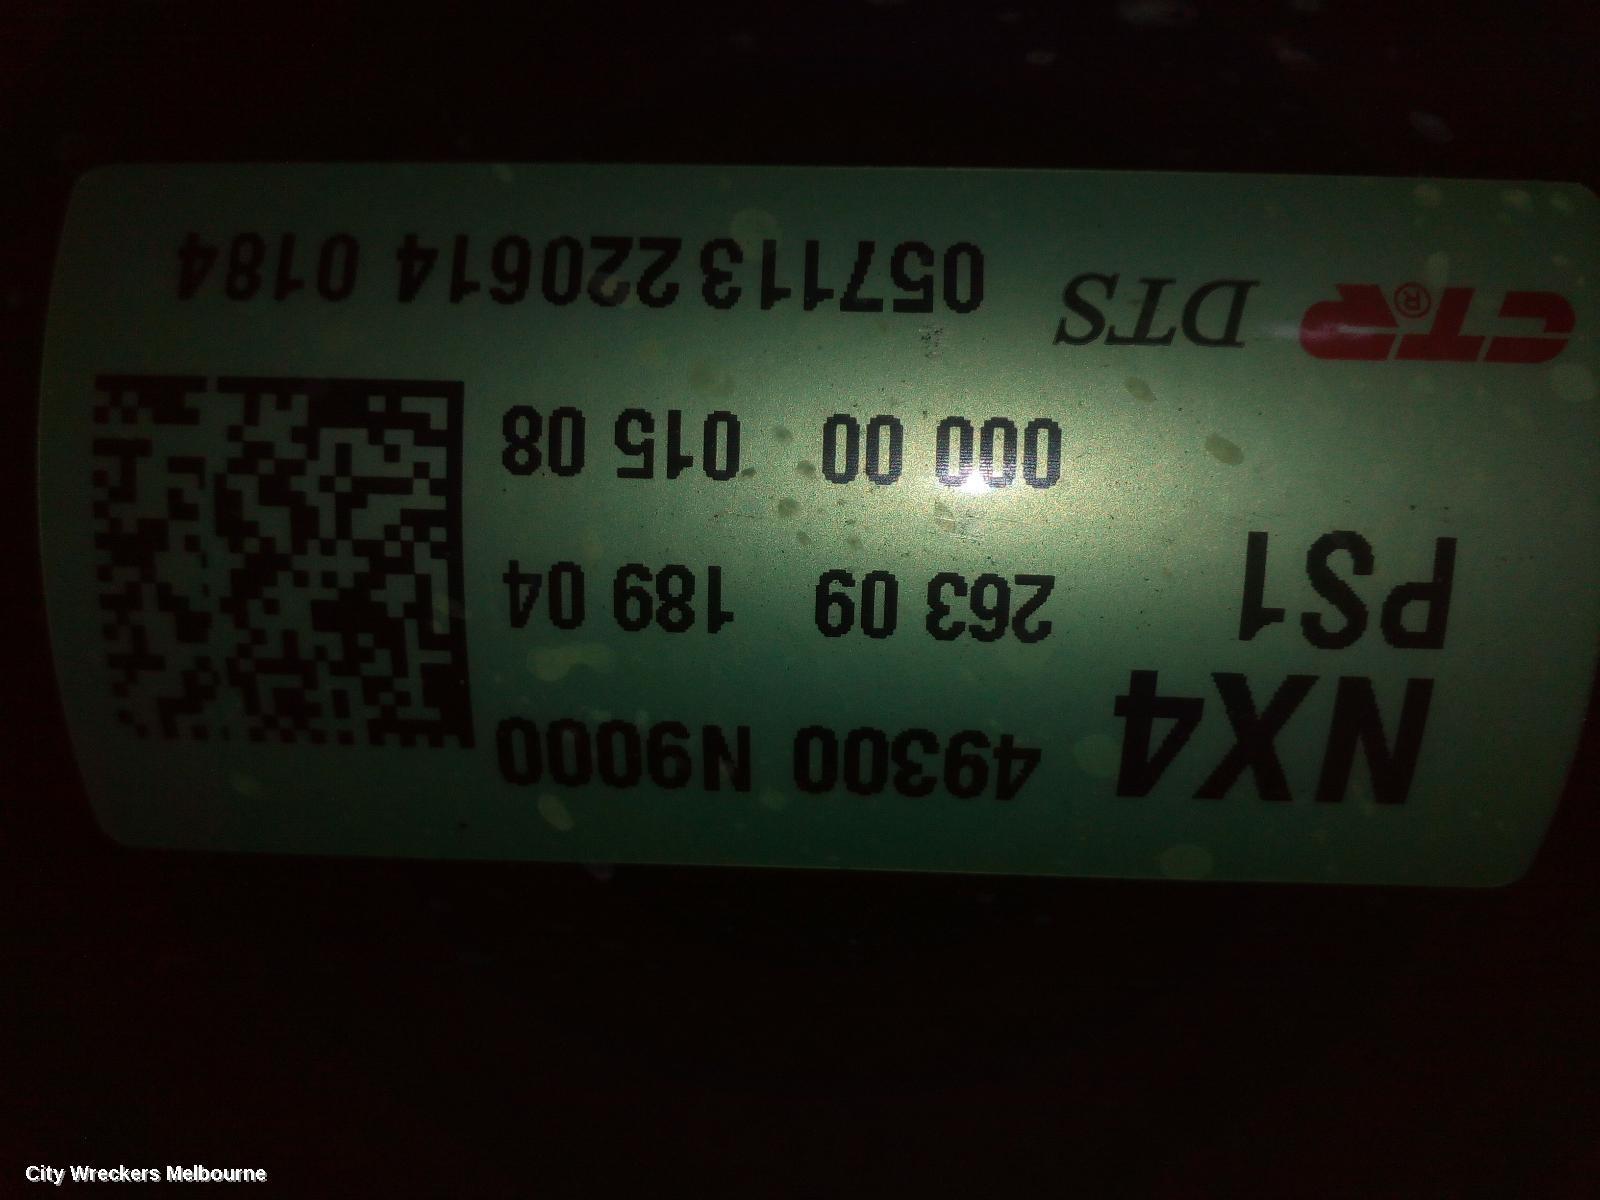 NX4 49300 N9000
PS1 263 09 189 04
000 00 015 08
CTR® DTS 057113 220614 0184
City Wreckers Melbourne